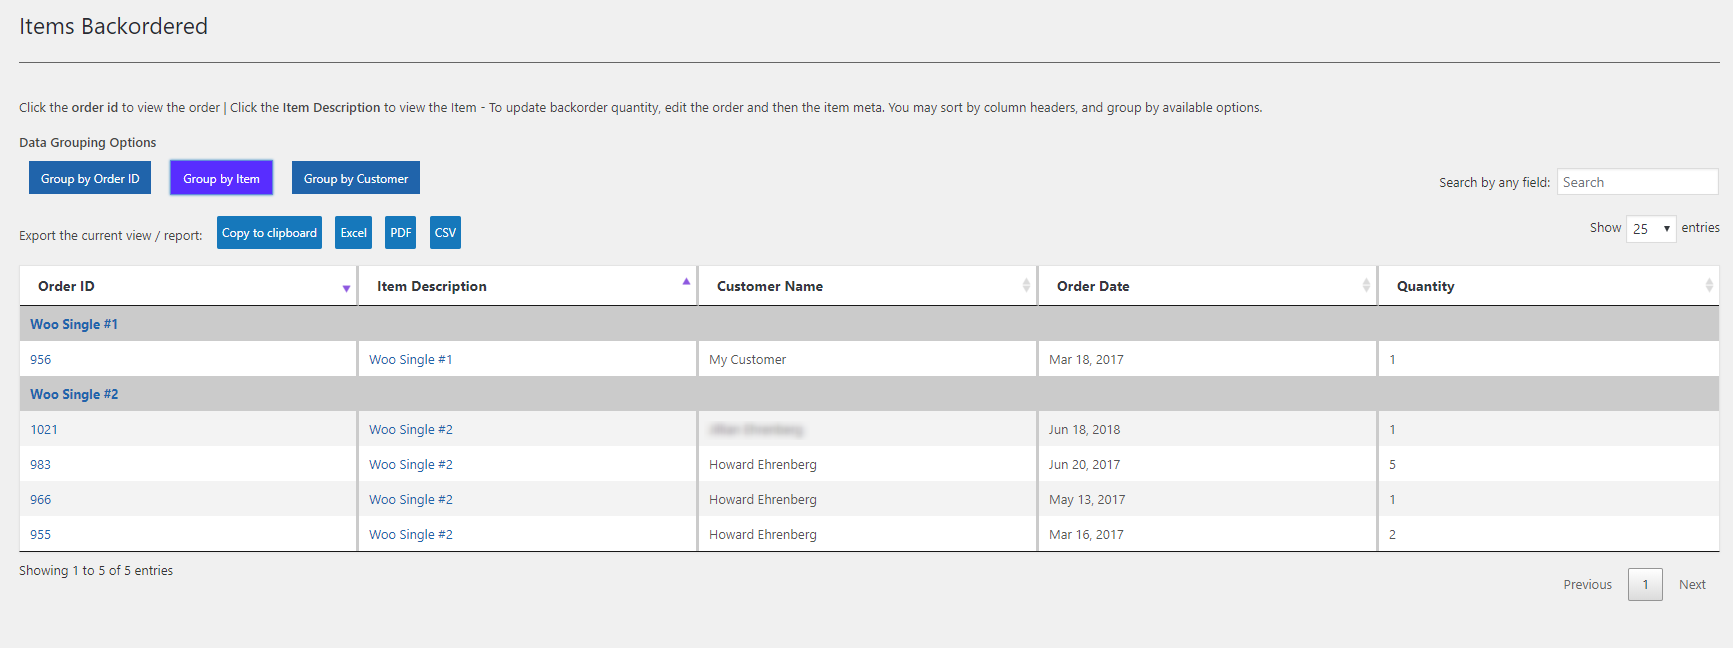 Items Backordered
Click the order id to view the order | Click the Item Description to view the Item - To update backorder quantity, edit the order and then the item meta. You may sort by column headers, and group by available options.
Data Grouping Options
Group by Order ID Group by Item Group by Customer
Search by any field: Search
Export the current view / report: Copy to clipboard Excel PDF CSV
Show 25 entries
Order ID Item Description Customer Name Order Date Quantity
Woo Single #1
956 Woo Single #1 My Customer Mar 18, 2017 1
Woo Single #2
1021 Woo Single #2 Jun 18, 2018 1
983 Woo Single #2 Howard Ehrenberg Jun 20, 2017 5
966 Woo Single #2 Howard Ehrenberg May 13, 2017 1
955 Woo Single #2 Howard Ehrenberg Mar 16, 2017 2
Showing 1 to 5 of 5 entries
Previous 1 Next